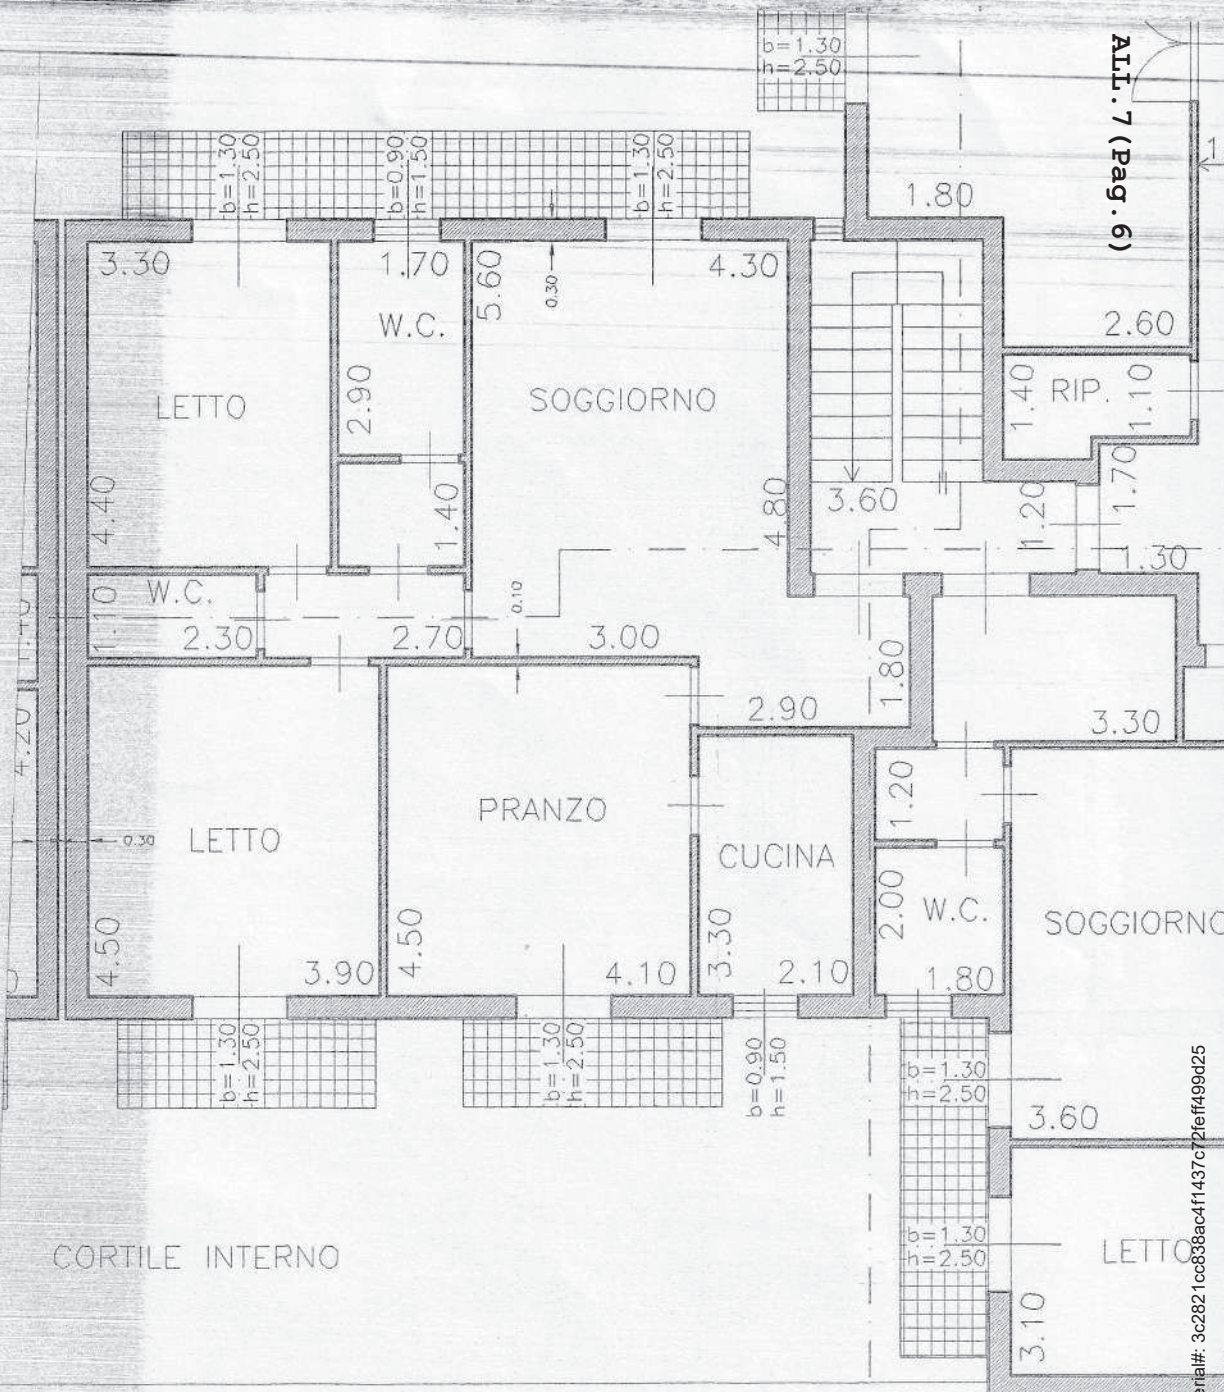 b=1.30
h=2.50
ALL.7(Pag.6)
b=1.30
h=2.50
b=0.90
h=1.50
b=1.30
h=2.50
1.80
3.30
1.70
5.60
0.30
4.30
W.C.
2.60
2.90
LETTO
SOGGIORNO
1.40
RIP.
1.10
4.40
1.40
4.80
3.60
1.20
1.70
1.30
W.C.
1.10
2.30
2.70
0.10
3.00
1.80
2.90
3.30
4.20
1.20
PRANZO
0.30
LETTO
CUCINA
2.00
W.C.
SOGGIORNO
4.50
3.90
4.50
4.10
3.30
2.10
1.80
b=1.30
h=2.50
b=1.30
h=2.50
b=0.90
h=1.50
b=1.30
h=2.50
3.60
b=1.30
h=2.50
LETTO
CORTILE INTERNO
3.10
erial#: 3c2821cc838ac4f1437c72feff499d25